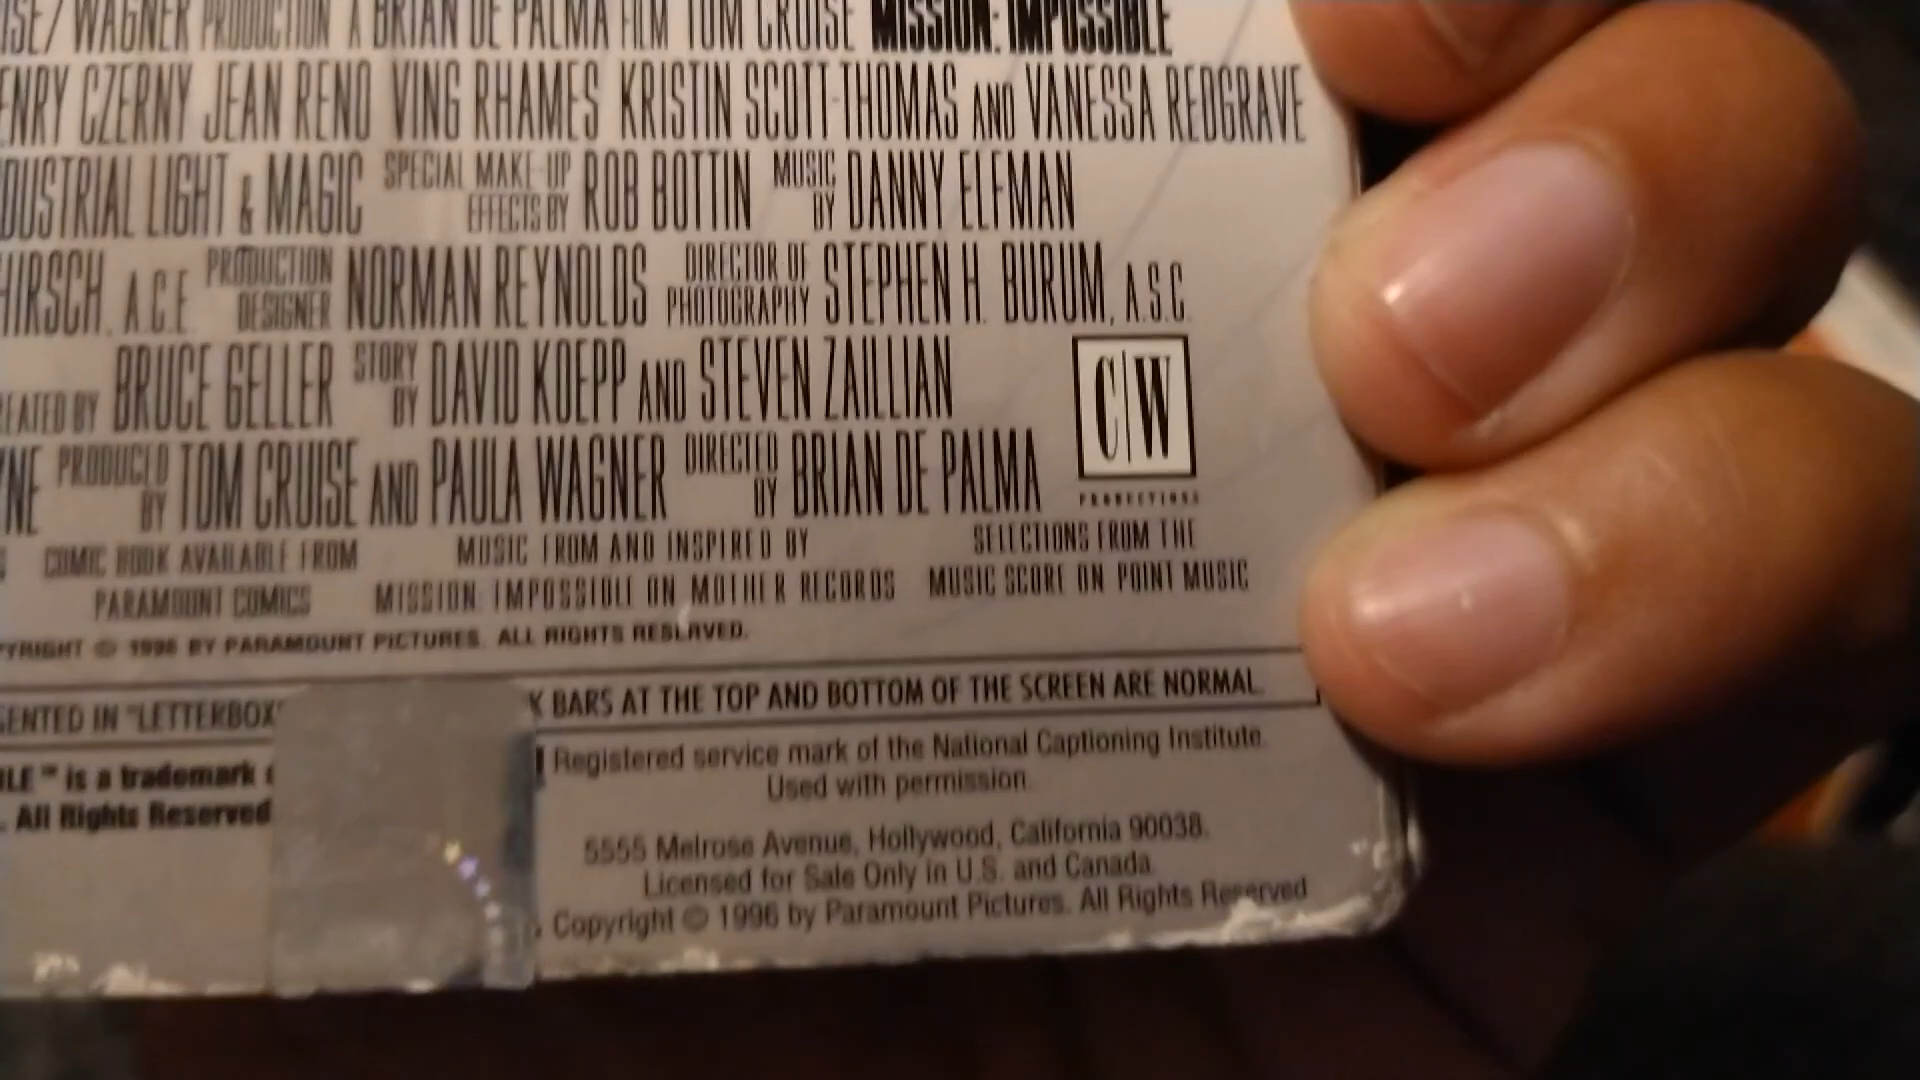 ISE/WAGNER PRODUCTION A BRIAN DE PALMA FILM TOM CRUISE MISSION: IMPOSSIBLE
ENRY CZERNY JEAN RENO VING RHAMES KRISTIN SCOTT-THOMAS AND VANESSA REDGRAVE
DUSTRIAL LIGHT & MAGIC SPECIAL MAKE-UP EFFECTS BY ROB BOTTIN MUSIC BY DANNY ELFMAN
HIRSCH, A.C.E. PRODUCTION DESIGNER NORMAN REYNOLDS DIRECTOR OF PHOTOGRAPHY STEPHEN H. BURUM, A.S.C.
EATED BY BRUCE GELLER STORY BY DAVID KOEPP AND STEVEN ZAILLIAN
NE PRODUCED BY TOM CRUISE AND PAULA WAGNER DIRECTED BY BRIAN DE PALMA
C|W
PRODUCTIONS
COMIC BOOK AVAILABLE FROM
PARAMOUNT COMICS
MUSIC FROM AND INSPIRED BY
MISSION: IMPOSSIBLE ON MOTHER RECORDS
SELECTIONS FROM THE
MUSIC SCORE ON POINT MUSIC
YRIGHT © 1996 BY PARAMOUNT PICTURES. ALL RIGHTS RESERVED.
SENTED IN "LETTERBOX" K BARS AT THE TOP AND BOTTOM OF THE SCREEN ARE NORMAL.
LE™ is a trademark
. All Rights Reserved
Registered service mark of the National Captioning Institute.
Used with permission.
5555 Melrose Avenue, Hollywood, California 90038.
Licensed for Sale Only in U.S. and Canada.
Copyright © 1996 by Paramount Pictures. All Rights Reserved